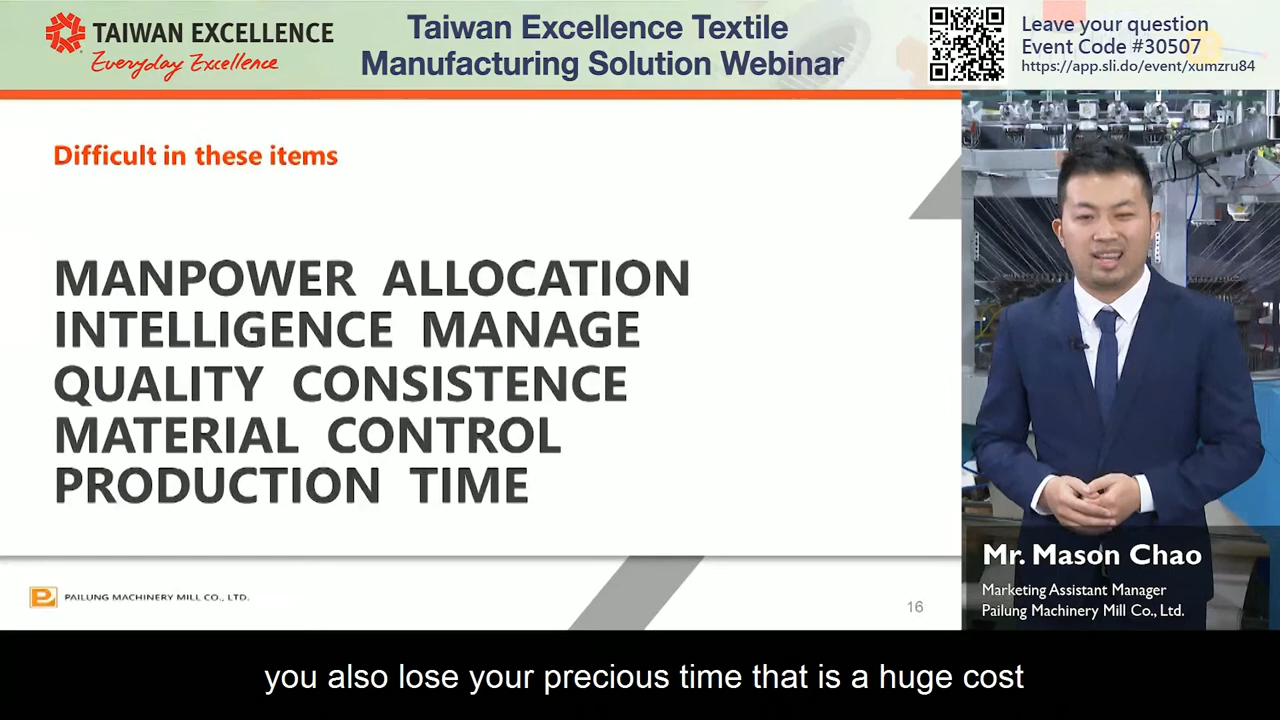 TAIWAN EXCELLENCE
Everyday Excellence
Taiwan Excellence Textile
Manufacturing Solution Webinar
Leave your question
Event Code #30507
https://app.sli.do/event/xumzru84
Difficult in these items
MANPOWER ALLOCATION
INTELLIGENCE MANAGE
QUALITY CONSISTENCE
MATERIAL CONTROL
PRODUCTION TIME
PAILUNG MACHINERY MILL CO., LTD.
16
Mr. Mason Chao
Marketing Assistant Manager
Pailung Machinery Mill Co., Ltd.
you also lose your precious time that is a huge cost